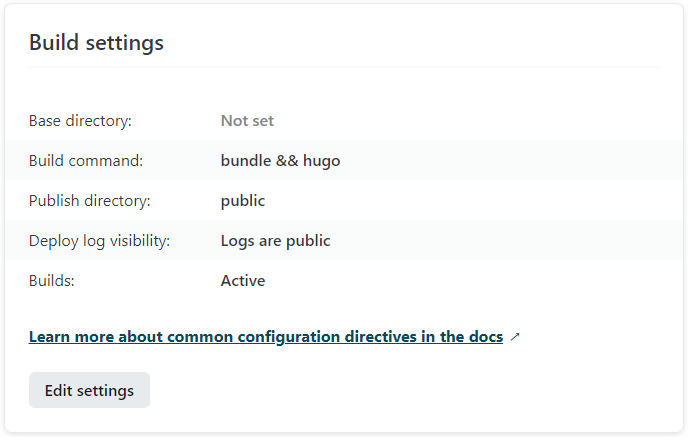 Build settings
Base directory: Not set
Build command: bundle && hugo
Publish directory: public
Deploy log visibility: Logs are public
Builds: Active
Learn more about common configuration directives in the docs ↗
Edit settings